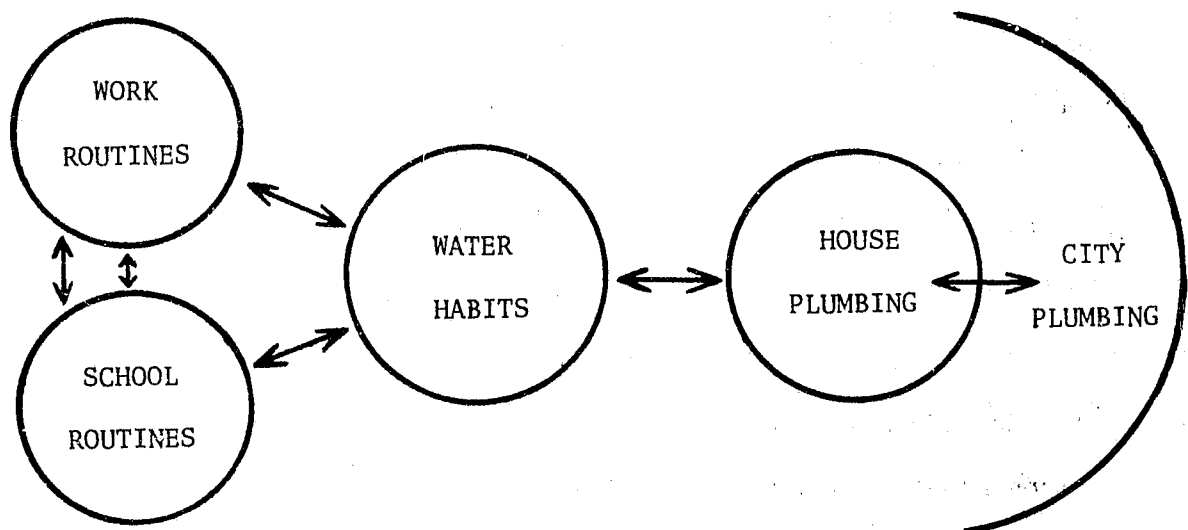 WORK
ROUTINES
SCHOOL
ROUTINES
WATER
HABITS
HOUSE
PLUMBING
CITY
PLUMBING